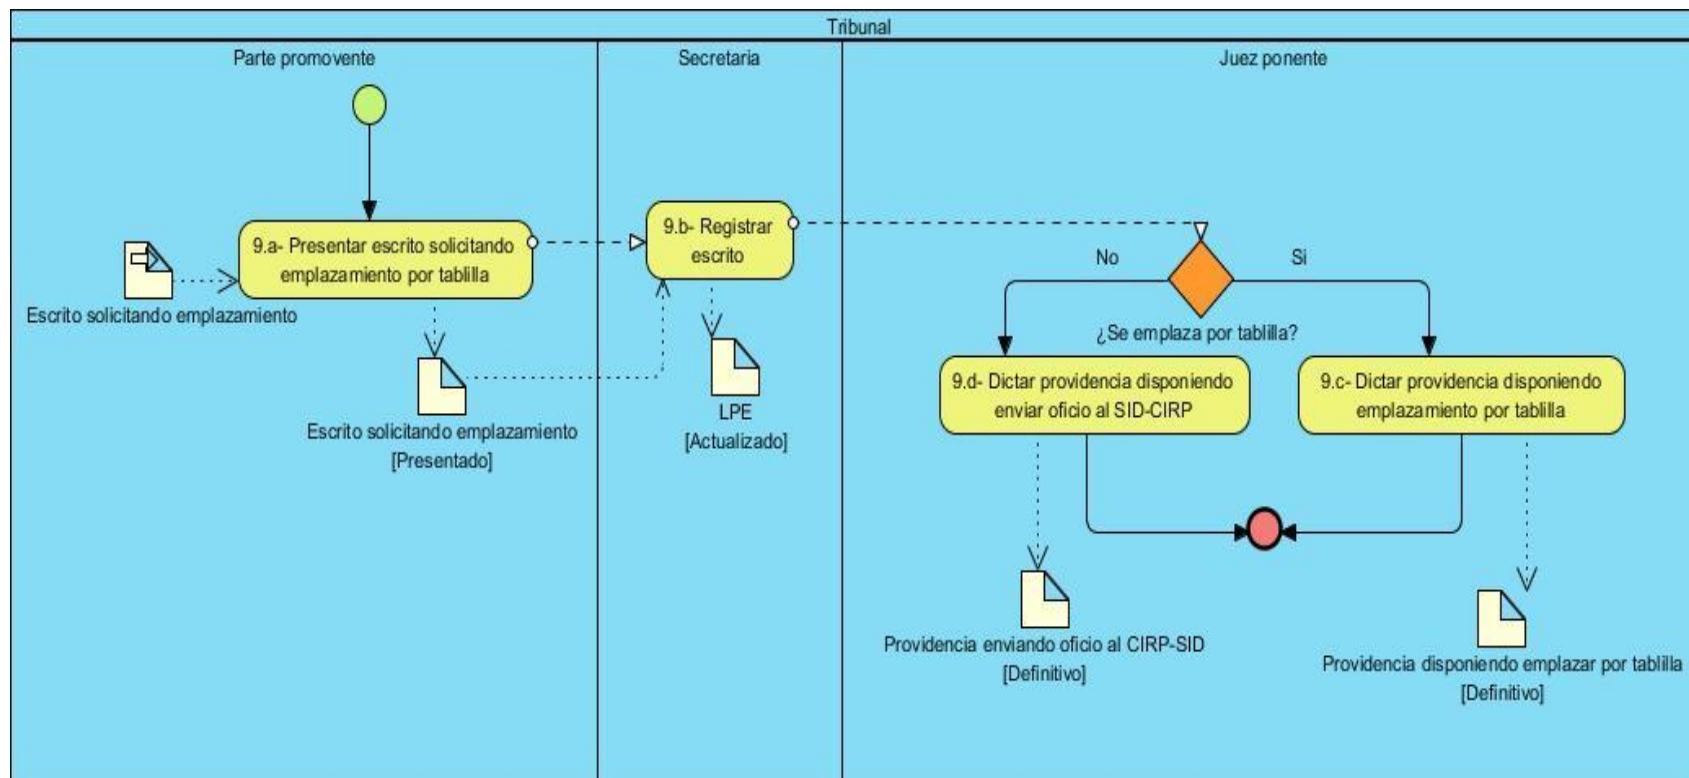 Tribunal
Parte promovente
Secretaria
Juez ponente
9.a- Presentar escrito solicitando
emplazamiento por tablilla
Escrito solicitando emplazamiento
Escrito solicitando emplazamiento
[Presentado]
9.b- Registrar
escrito
LPE
[Actualizado]
No
Si
¿Se emplaza por tablilla?
9.d- Dictar providencia disponiendo
enviar oficio al SID-CIRP
9.c- Dictar providencia disponiendo
emplazamiento por tablilla
Providencia enviando oficio al CIRP-SID
[Definitivo]
Providencia disponiendo emplazar por tablilla
[Definitivo]